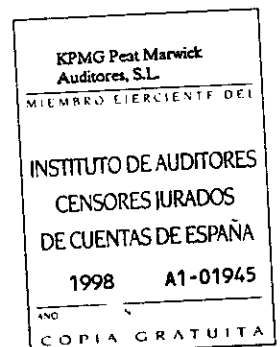 KPMG Peat Marwick
Auditores, S.L.
MIEMBRO EJERCIENTE DEL
INSTITUTO DE AUDITORES
CENSORES JURADOS
DE CUENTAS DE ESPAÑA
1998 A1-01945
AÑO
COPIA GRATUITA